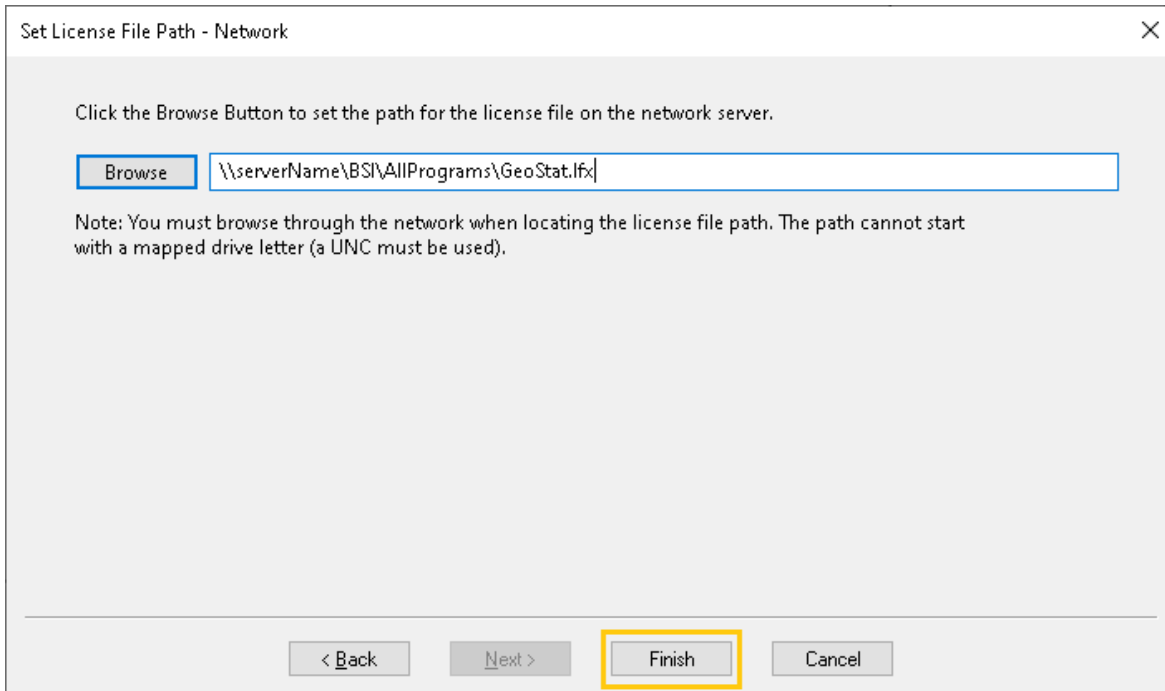 Set License File Path - Network
Click the Browse Button to set the path for the license file on the network server.
Browse
\\serverName\BSI\AllPrograms\GeoStat.lfx
Note: You must browse through the network when locating the license file path. The path cannot start
with a mapped drive letter (a UNC must be used).
< Back
Next >
Finish
Cancel